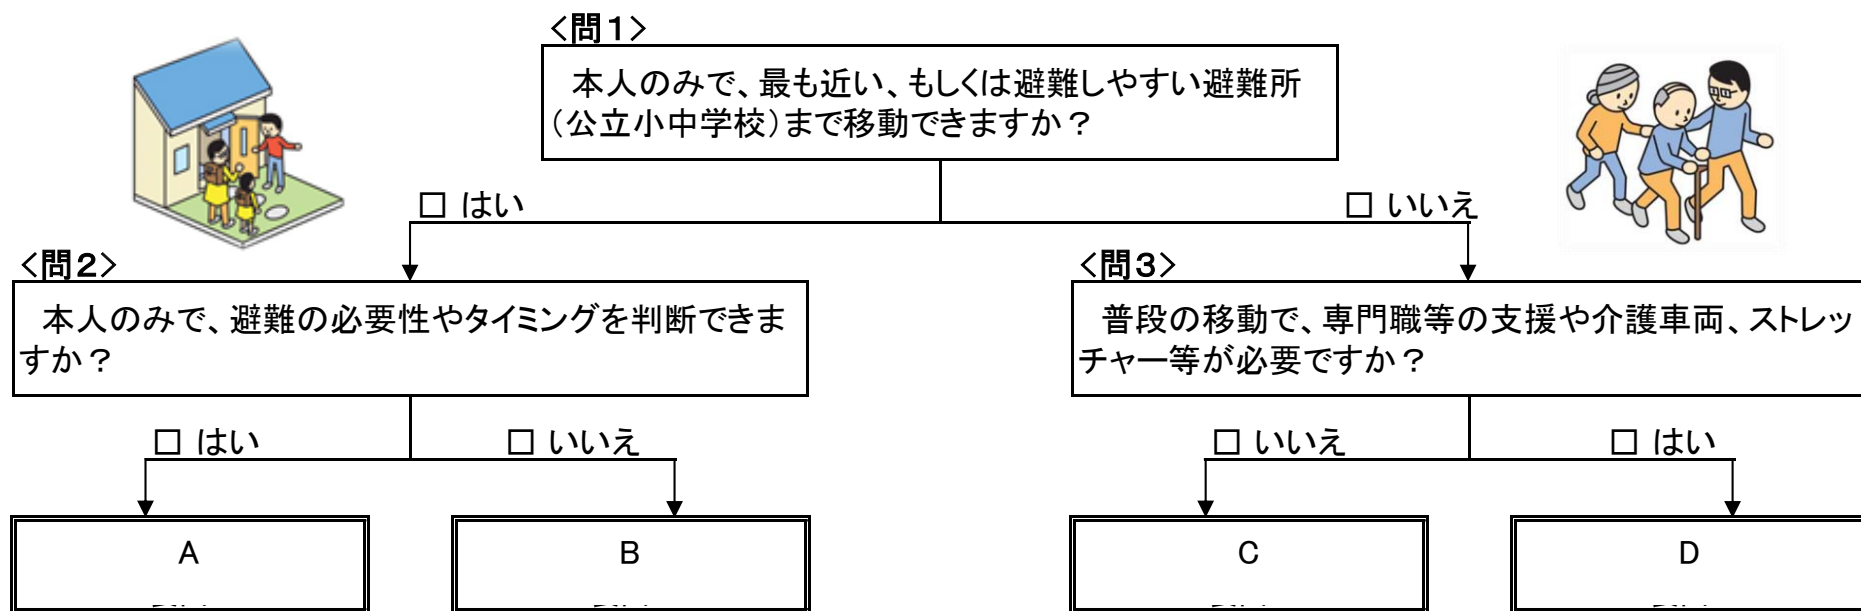 <問1>
本人のみで、最も近い、もしくは避難しやすい避難所
(公立小中学校)まで移動できますか?
□ はい
□ いいえ
<問2>
本人のみで、避難の必要性やタイミングを判断できま
すか?
□ はい
□ いいえ
A
B
<問3>
普段の移動で、専門職等の支援や介護車両、ストレッ
チャー等が必要ですか?
□ いいえ
□ はい
C
D